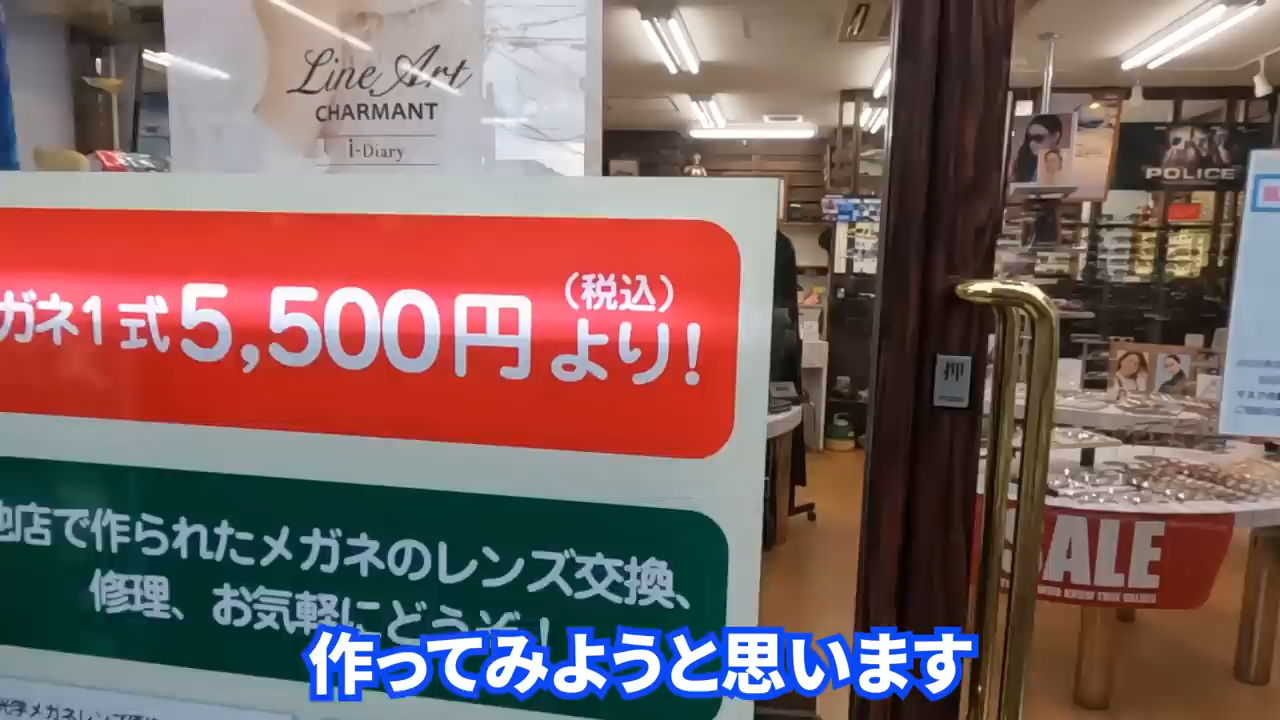 Line Art
CHARMANT
i-Diary
POLICE
ガネ1式5,500円(税込)より!
押
他店で作られたメガネのレンズ交換、
修理、お気軽にどうぞ!
SALE
作ってみようと思います